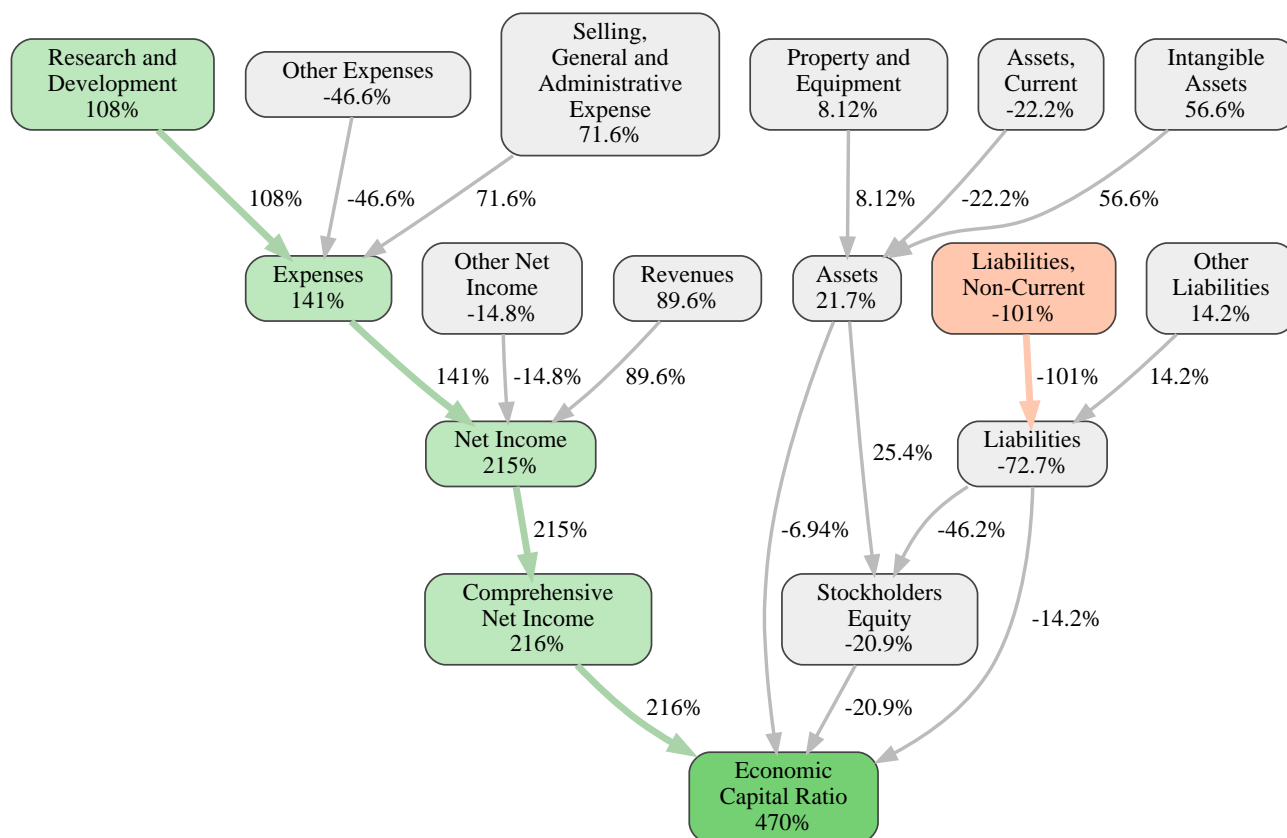 Research and
Development
108%
Other Expenses
-46.6%
Selling,
General and
Administrative
Expense
71.6%
Property and
Equipment
8.12%
Assets,
Current
-22.2%
Intangible
Assets
56.6%
108%
-46.6%
71.6%
8.12%
-22.2%
56.6%
Expenses
141%
Other Net
Income
-14.8%
Revenues
89.6%
Assets
21.7%
Liabilities,
Non-Current
-101%
Other
Liabilities
14.2%
141%
-14.8%
89.6%
-101%
14.2%
Net Income
215%
25.4%
Liabilities
-72.7%
215%
-6.94%
-46.2%
Comprehensive
Net Income
216%
Stockholders
Equity
-20.9%
-14.2%
216%
-20.9%
Economic
Capital Ratio
470%